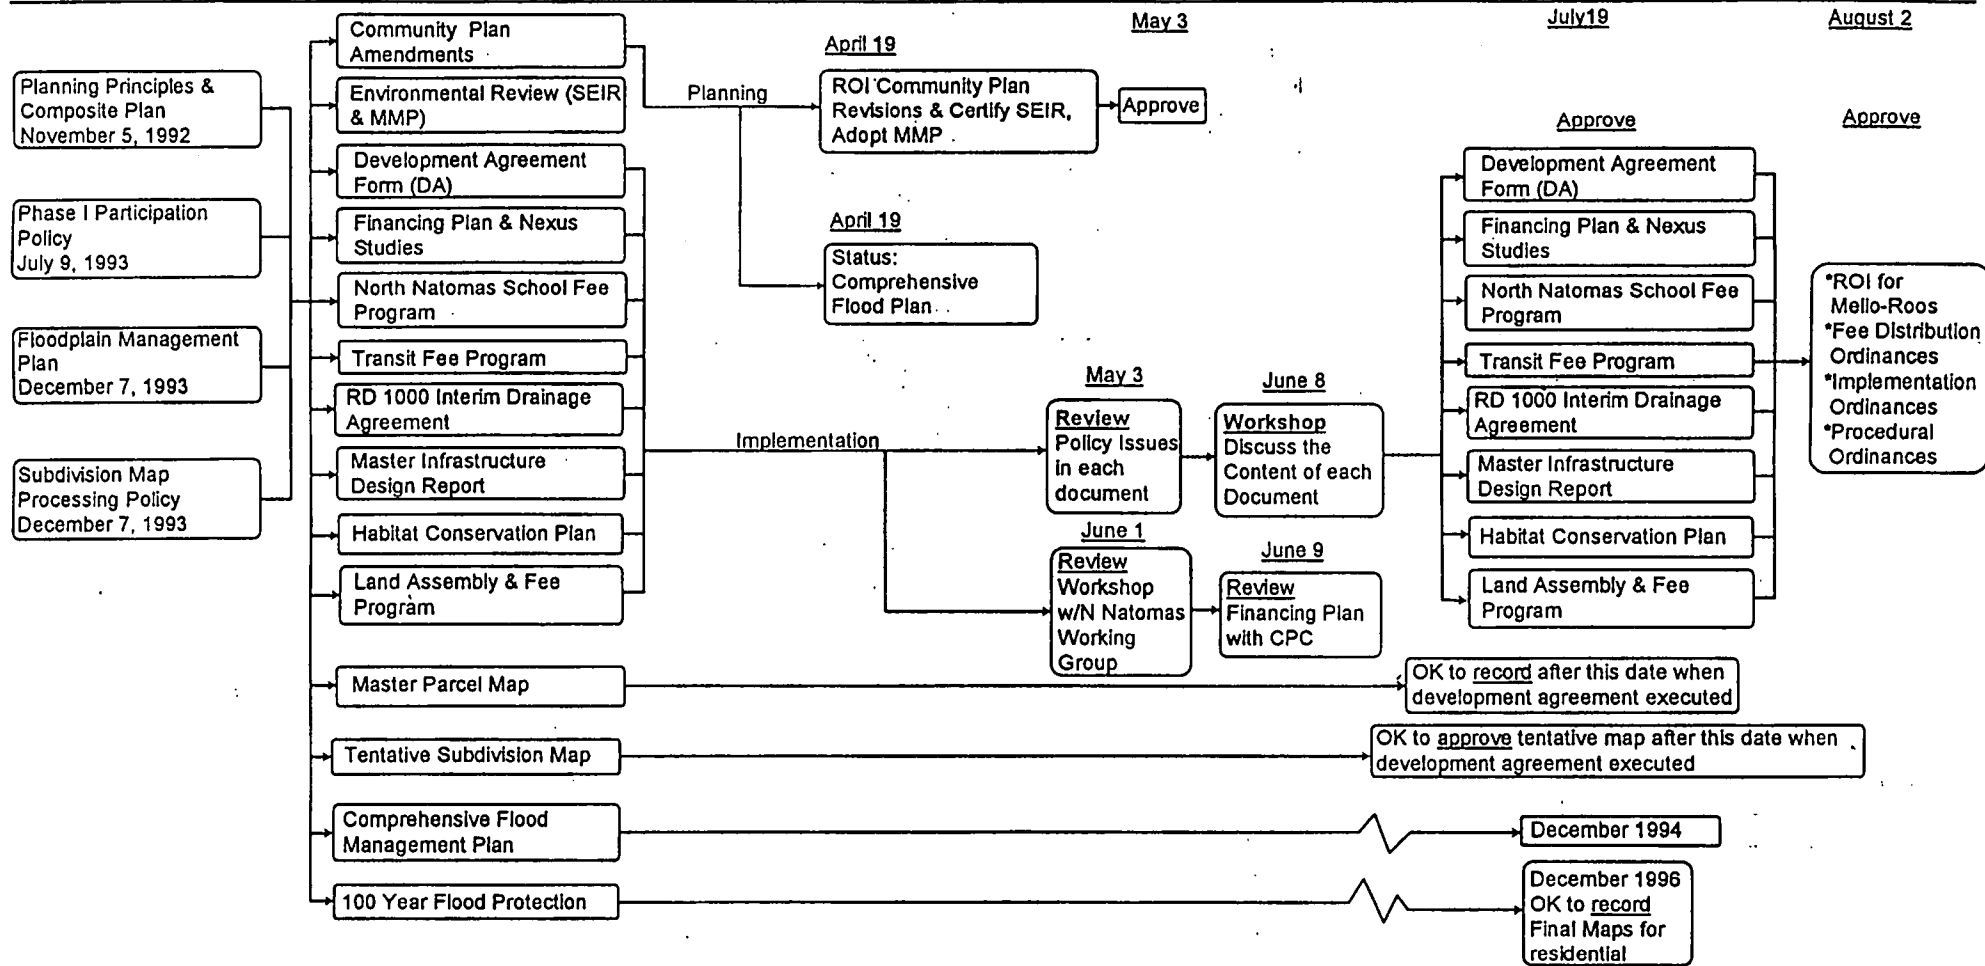 May 3
July19
August 2
Planning Principles &
Composite Plan
November 5, 1992
Phase I Participation
Policy
July 9, 1993
Floodplain Management
Plan
December 7, 1993
Subdivision Map
Processing Policy
December 7, 1993
Community Plan
Amendments
Environmental Review (SEIR
& MMP)
Development Agreement
Form (DA)
Financing Plan & Nexus
Studies
North Natomas School Fee
Program
Transit Fee Program
RD 1000 Interim Drainage
Agreement
Master Infrastructure
Design Report
Habitat Conservation Plan
Land Assembly & Fee
Program
Master Parcel Map
Tentative Subdivision Map
Comprehensive Flood
Management Plan
100 Year Flood Protection
Planning
April 19
ROI Community Plan
Revisions & Certify SEIR,
Adopt MMP
Approve
April 19
Status:
Comprehensive
Flood Plan
Implementation
May 3
Review
Policy Issues
in each
document
June 8
Workshop
Discuss the
Content of each
Document
June 1
Review
Workshop
w/N Natomas
Working
Group
June 9
Review
Financing Plan
with CPC
Approve
Development Agreement
Form (DA)
Financing Plan & Nexus
Studies
North Natomas School Fee
Program
Transit Fee Program
RD 1000 Interim Drainage
Agreement
Master Infrastructure
Design Report
Habitat Conservation Plan
Land Assembly & Fee
Program
Approve
*ROI for
Mello-Roos
*Fee Distribution
Ordinances
*Implementation
Ordinances
*Procedural
Ordinances
OK to record after this date when
development agreement executed
OK to approve tentative map after this date when
development agreement executed
December 1994
December 1996
OK to record
Final Maps for
residential